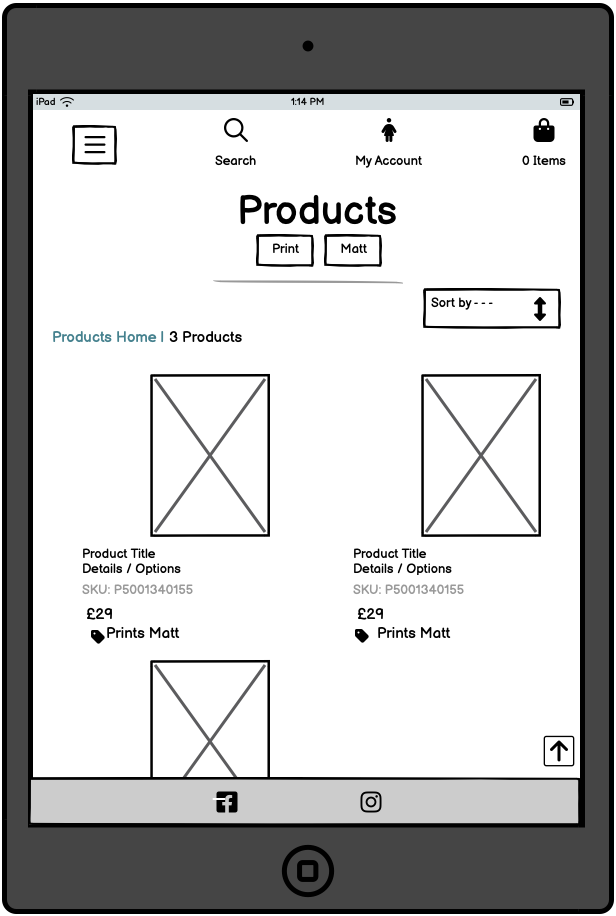 iPad 1:14 PM
Search My Account 0 Items
Products
Print Matt
Sort by - - -
Products Home | 3 Products
Product Title Product Title
Details / Options Details / Options
SKU: P5001340155 SKU: P5001340155
£29 £29
Prints Matt Prints Matt